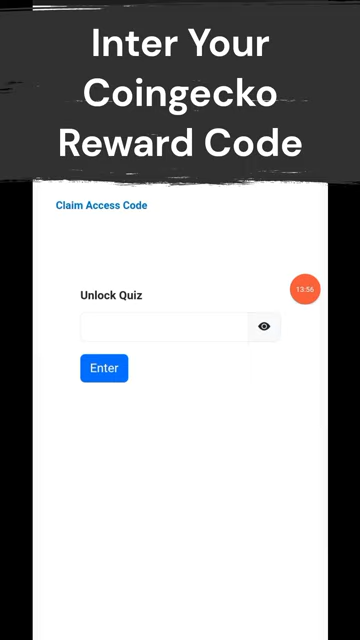 Inter Your
Coingecko
Reward Code
Claim Access Code
Unlock Quiz
13:56
Enter